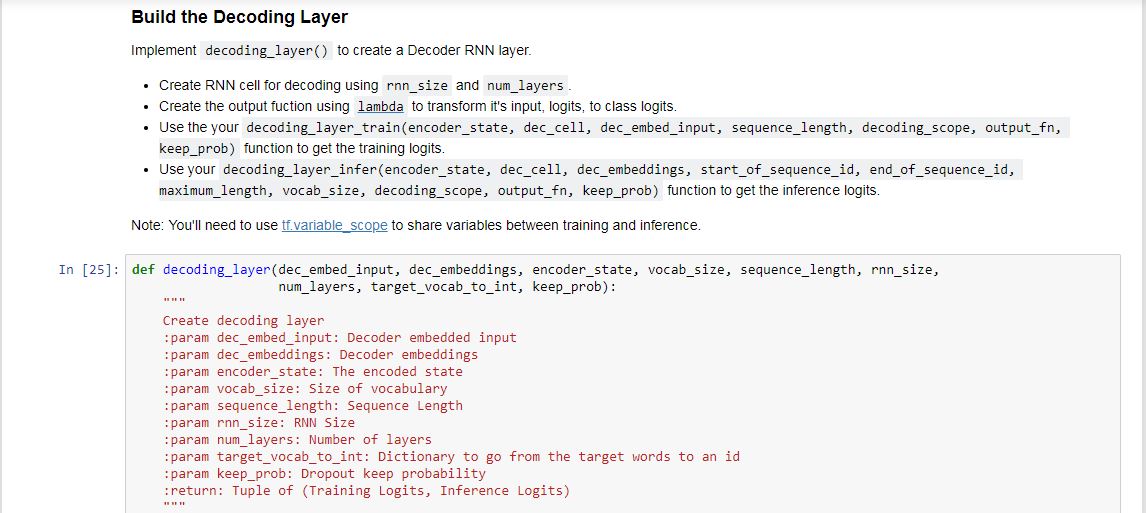 Build the Decoding Layer
Implement decoding_layer() to create a Decoder RNN layer.
• Create RNN cell for decoding using rnn_size and num_layers .
• Create the output fuction using lambda to transform it's input, logits, to class logits.
• Use the your decoding_layer_train(encoder_state, dec_cell, dec_embed_input, sequence_length, decoding_scope, output_fn,
keep_prob) function to get the training logits.
• Use your decoding_layer_infer(encoder_state, dec_cell, dec_embeddings, start_of_sequence_id, end_of_sequence_id,
maximum_length, vocab_size, decoding_scope, output_fn, keep_prob) function to get the inference logits.
Note: You'll need to use tf.variable_scope to share variables between training and inference.
In [25]: def decoding_layer(dec_embed_input, dec_embeddings, encoder_state, vocab_size, sequence_length, rnn_size,
num_layers, target_vocab_to_int, keep_prob):
"""
Create decoding layer
:param dec_embed_input: Decoder embedded input
:param dec_embeddings: Decoder embeddings
:param encoder_state: The encoded state
:param vocab_size: Size of vocabulary
:param sequence_length: Sequence Length
:param rnn_size: RNN Size
:param num_layers: Number of layers
:param target_vocab_to_int: Dictionary to go from the target words to an id
:param keep_prob: Dropout keep probability
:return: Tuple of (Training Logits, Inference Logits)
"""